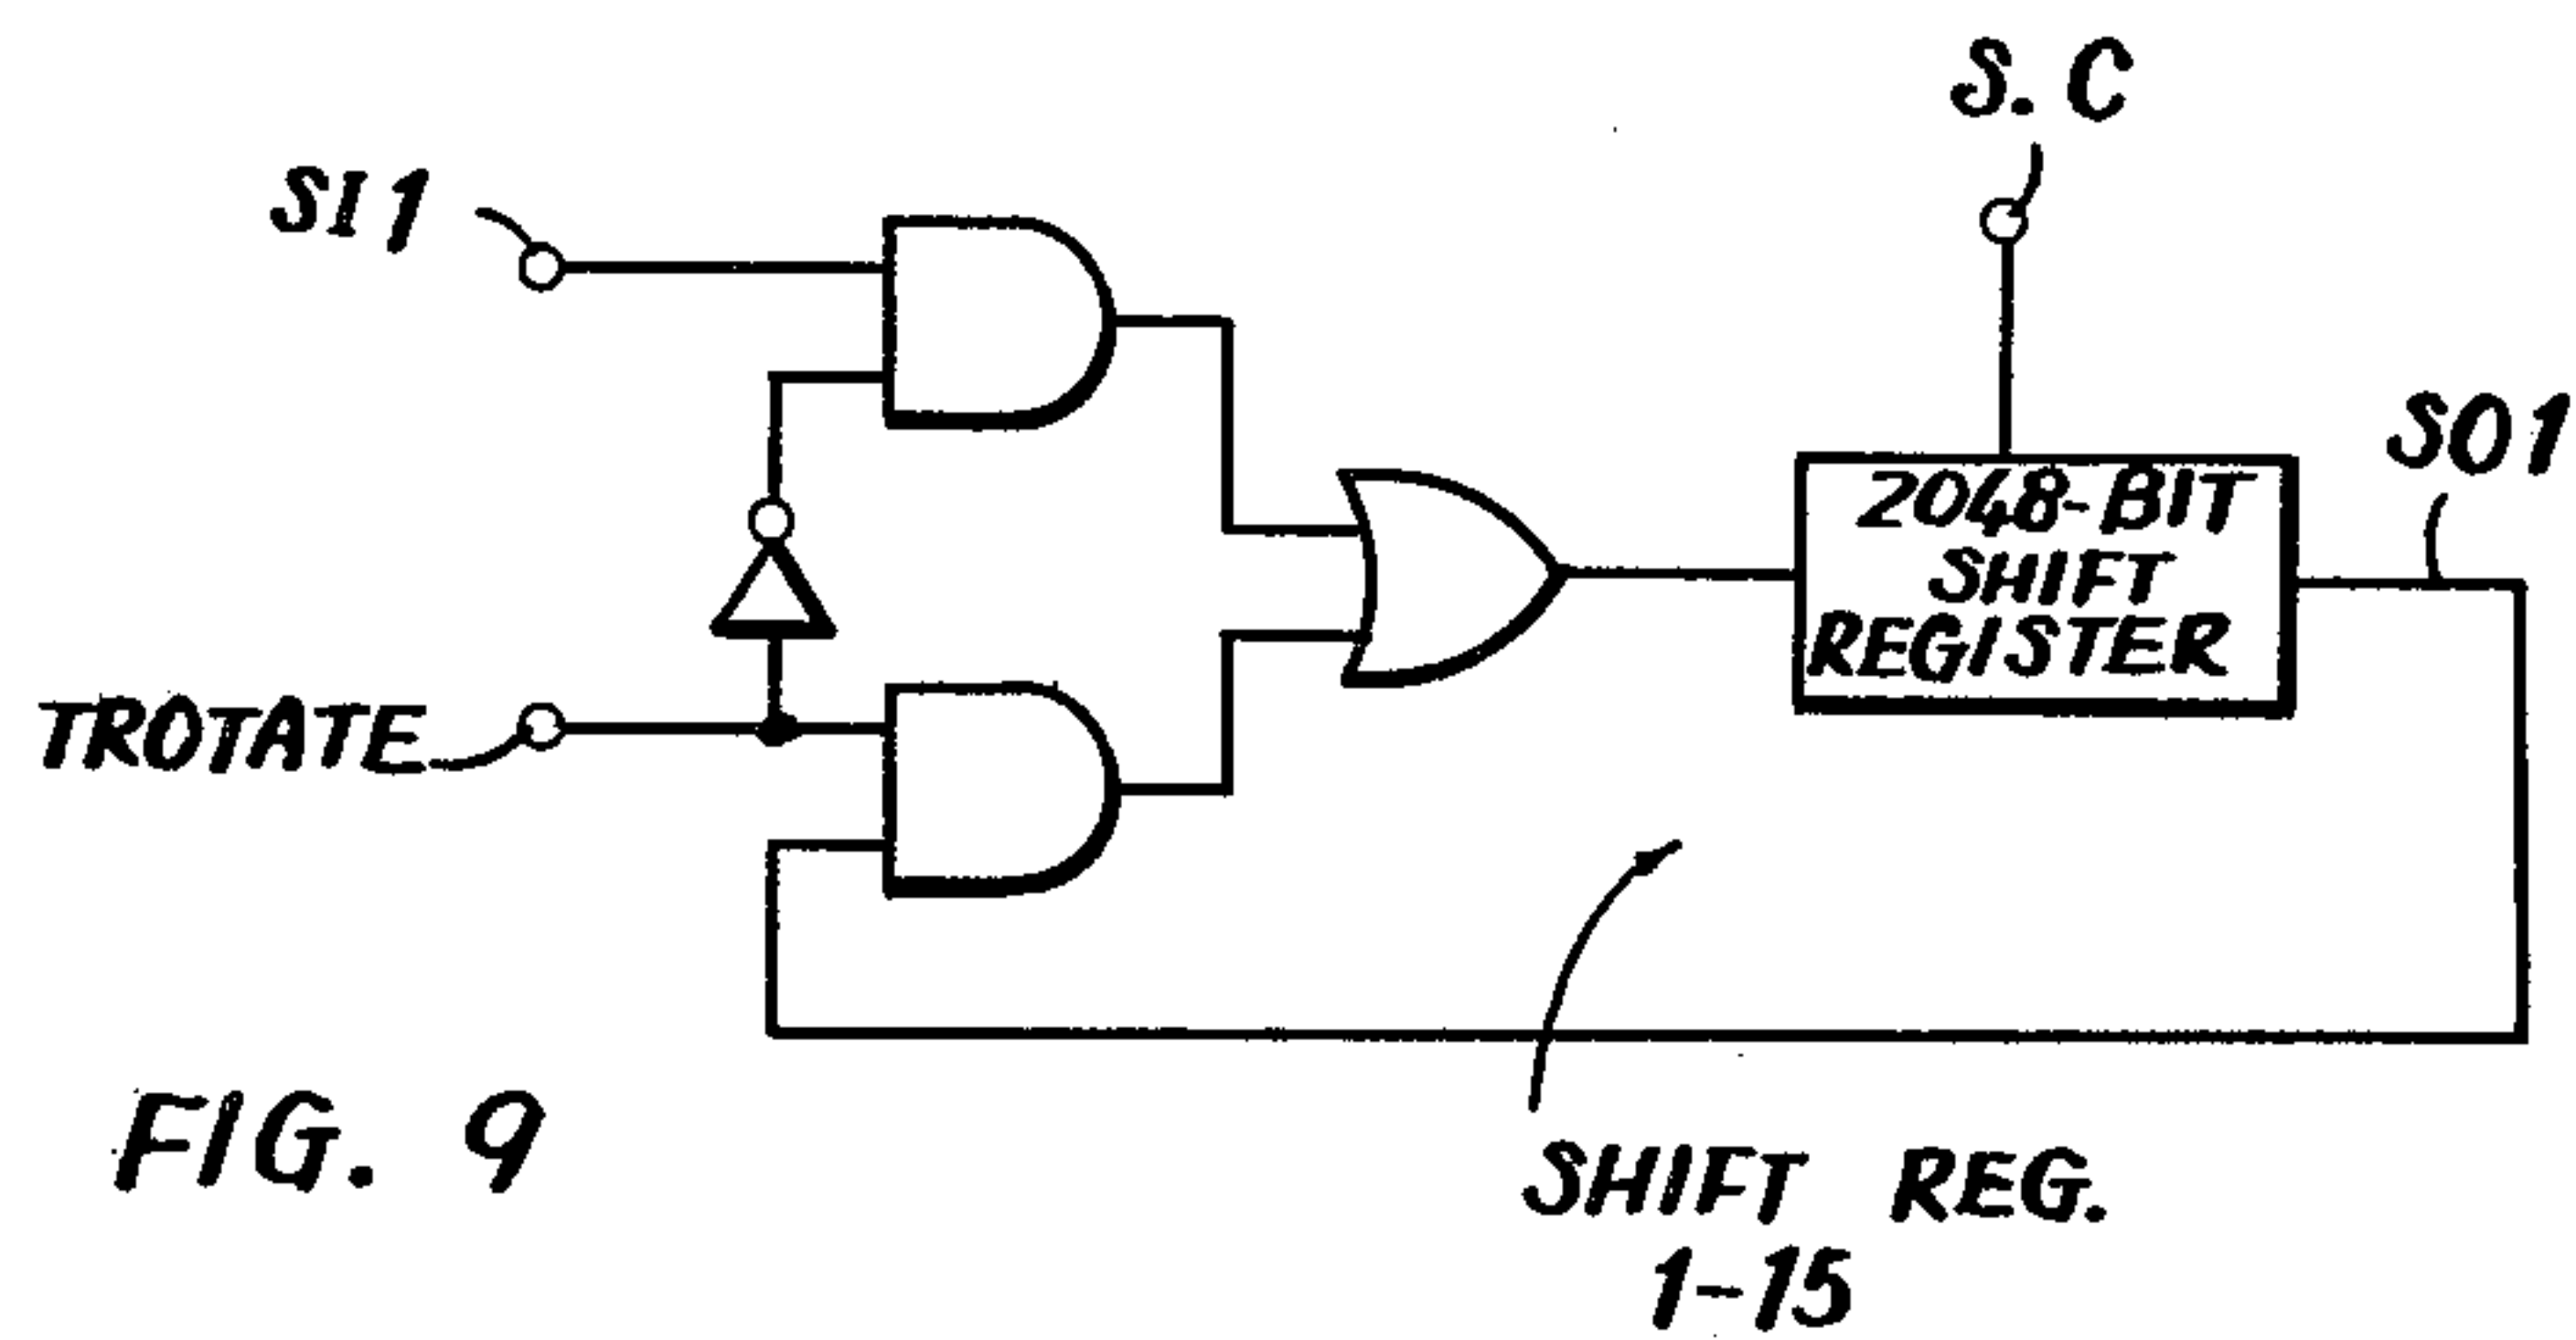 S.C
SI1
SO1
2048-BIT
SHIFT
REGISTER
TROTATE
FIG. 9
SHIFT REG.
1-15